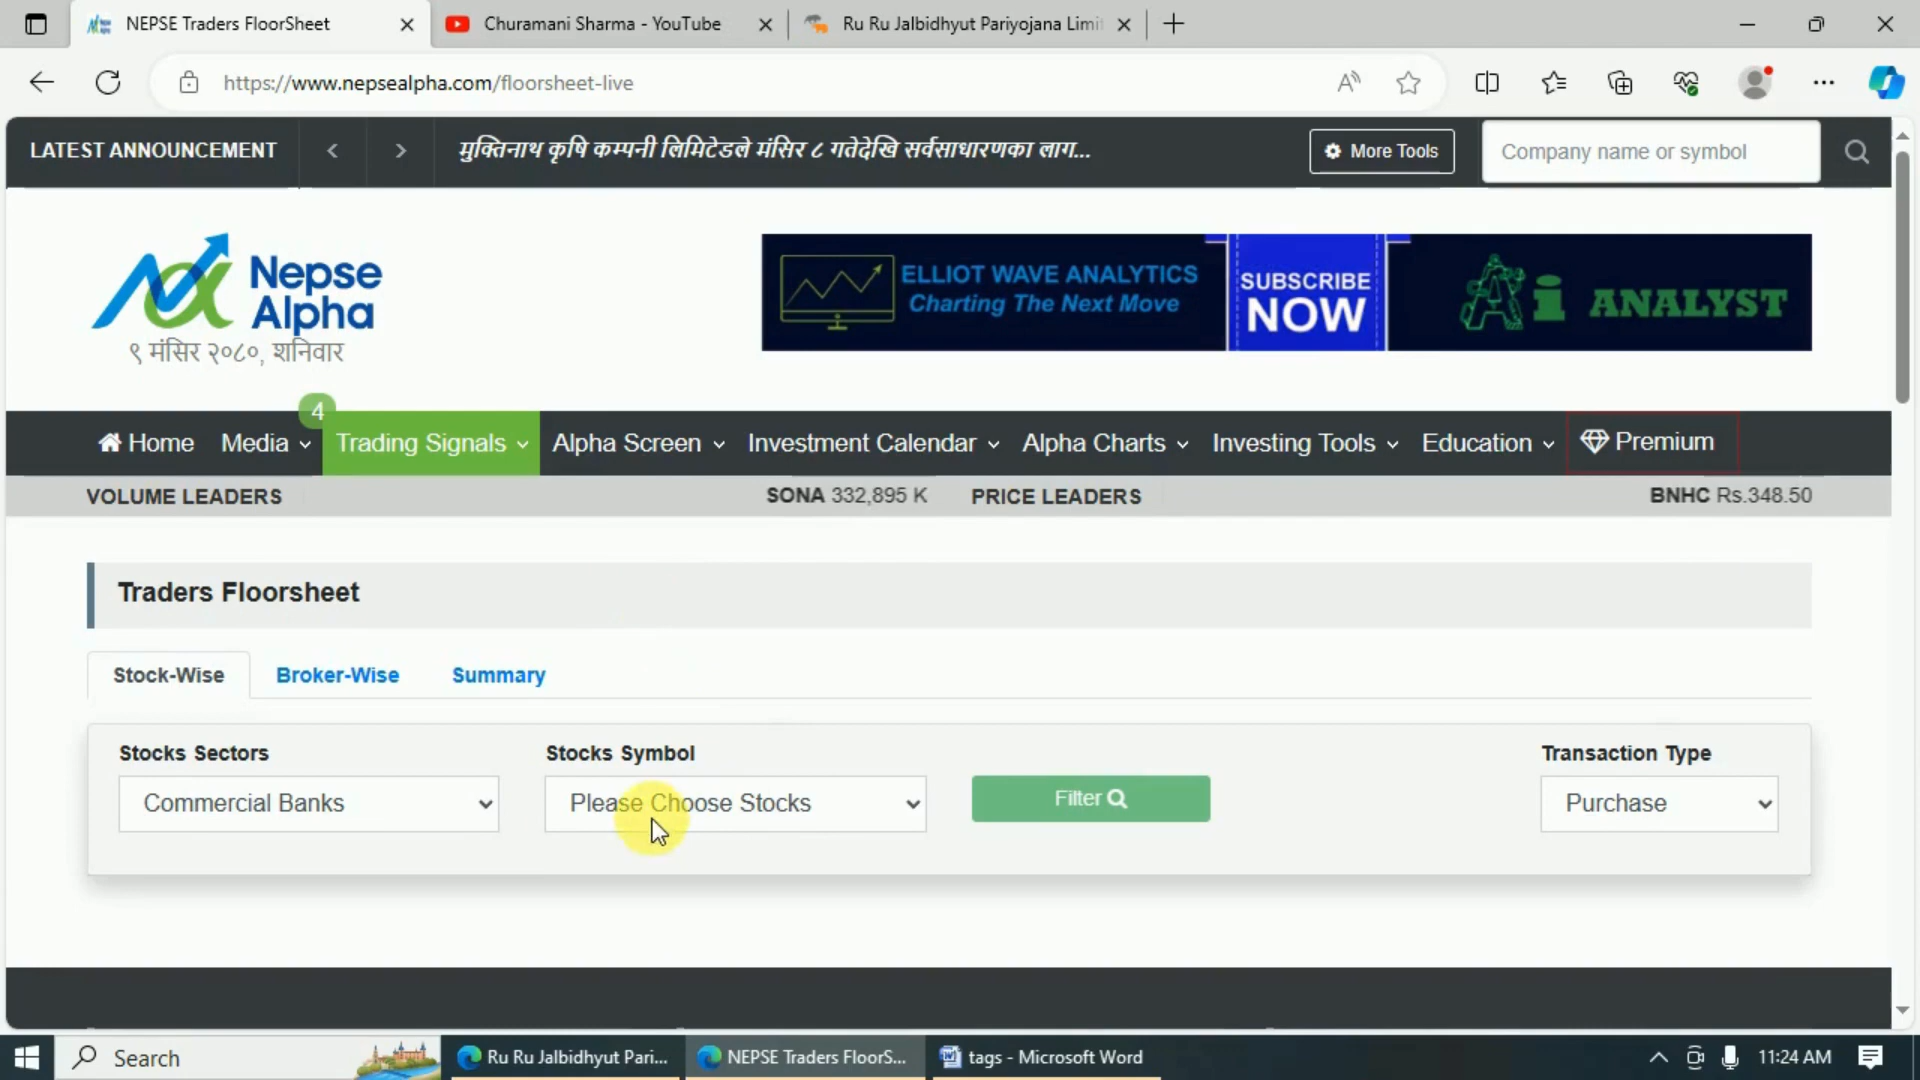 NEPSE Traders FloorSheet
Churamani Sharma - YouTube
Ru Ru Jalbidhyut Pariyojana Limi
https://www.nepsealpha.com/floorsheet-live
LATEST ANNOUNCEMENT
मुक्तिनाथ कृषि कम्पनी लिमिटेडले मंसिर ८ गतेदेखि सर्वसाधारणका लाग...
More Tools
Company name or symbol
Nepse
Alpha
९ मंसिर २०८०, शनिवार
ELLIOT WAVE ANALYTICS
Charting The Next Move
SUBSCRIBE
NOW
Ai ANALYST
4
Home
Media
Trading Signals
Alpha Screen
Investment Calendar
Alpha Charts
Investing Tools
Education
Premium
VOLUME LEADERS
SONA 332,895 K
PRICE LEADERS
BNHC Rs.348.50
Traders Floorsheet
Stock-Wise
Broker-Wise
Summary
Stocks Sectors
Stocks Symbol
Transaction Type
Commercial Banks
Please Choose Stocks
Filter
Purchase
Search
Ru Ru Jalbidhyut Pari...
NEPSE Traders FloorS...
tags - Microsoft Word
11:24 AM